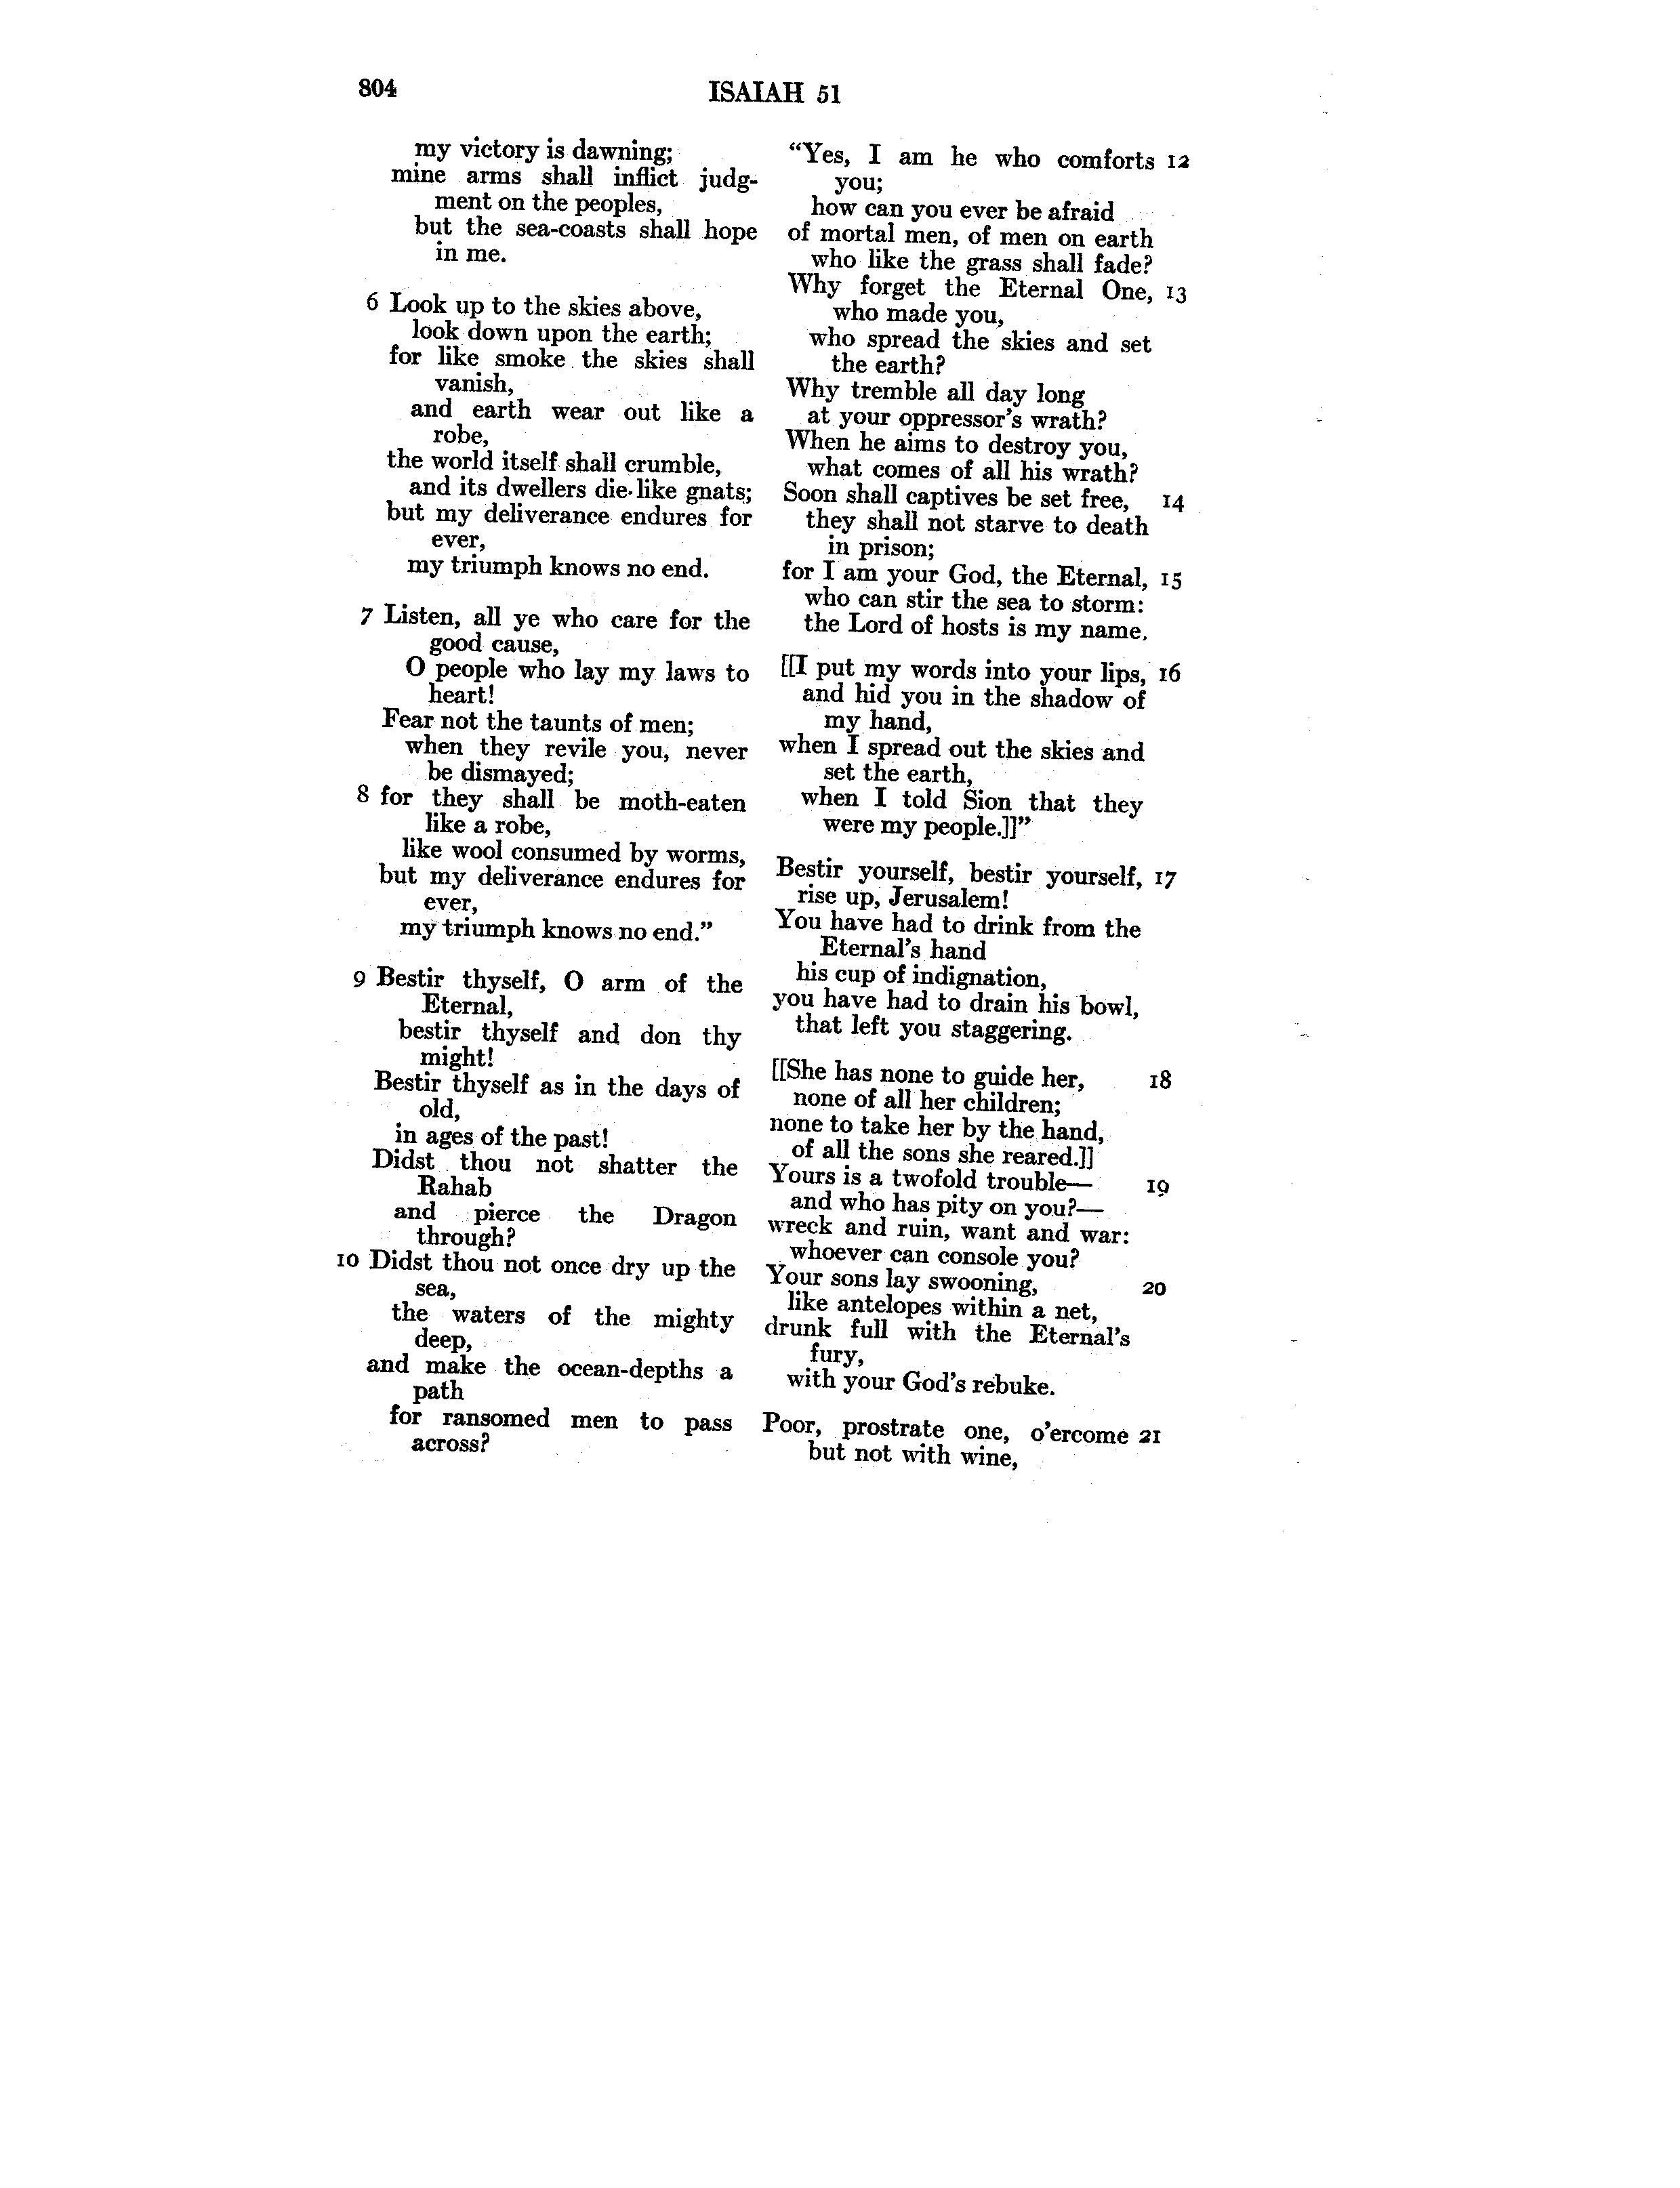 804
ISAIAH 51
my victory is dawning;
mine arms shall inflict judg-
ment on the peoples,
but the sea-coasts shall hope
in me.
6 Look up to the skies above,
look down upon the earth;
for like smoke the skies shall
vanish,
and earth wear out like a
robe,
the world itself shall crumble,
and its dwellers die like gnats;
but my deliverance endures for
ever,
my triumph knows no end.
7 Listen, all ye who care for the
good cause,
O people who lay my laws to
heart!
Fear not the taunts of men;
when they revile you, never
be dismayed;
8 for they shall be moth-eaten
like a robe,
like wool consumed by worms,
but my deliverance endures for
ever,
my triumph knows no end.”
9 Bestir thyself, O arm of the
Eternal,
bestir thyself and don thy
might!
Bestir thyself as in the days of
old,
in ages of the past!
Didst thou not shatter the
Rahab
and pierce the Dragon
through?
10 Didst thou not once dry up the
sea,
the waters of the mighty
deep,
and make the ocean-depths a
path
for ransomed men to pass
across?
“Yes, I am he who comforts 12
you;
how can you ever be afraid
of mortal men, of men on earth
who like the grass shall fade?
Why forget the Eternal One, 13
who made you,
who spread the skies and set
the earth?
Why tremble all day long
at your oppressor’s wrath?
When he aims to destroy you,
what comes of all his wrath?
Soon shall captives be set free, 14
they shall not starve to death
in prison;
for I am your God, the Eternal, 15
who can stir the sea to storm:
the Lord of hosts is my name.
[[I put my words into your lips, 16
and hid you in the shadow of
my hand,
when I spread out the skies and
set the earth,
when I told Sion that they
were my people.]]”
Bestir yourself, bestir yourself, 17
rise up, Jerusalem!
You have had to drink from the
Eternal’s hand
his cup of indignation,
you have had to drain his bowl,
that left you staggering.
[[She has none to guide her, 18
none of all her children;
none to take her by the hand,
of all the sons she reared.]]
Yours is a twofold trouble— 19
and who has pity on you?—
wreck and ruin, want and war:
whoever can console you?
Your sons lay swooning, 20
like antelopes within a net,
drunk full with the Eternal’s
fury,
with your God’s rebuke.
Poor, prostrate one, o’ercome 21
but not with wine,